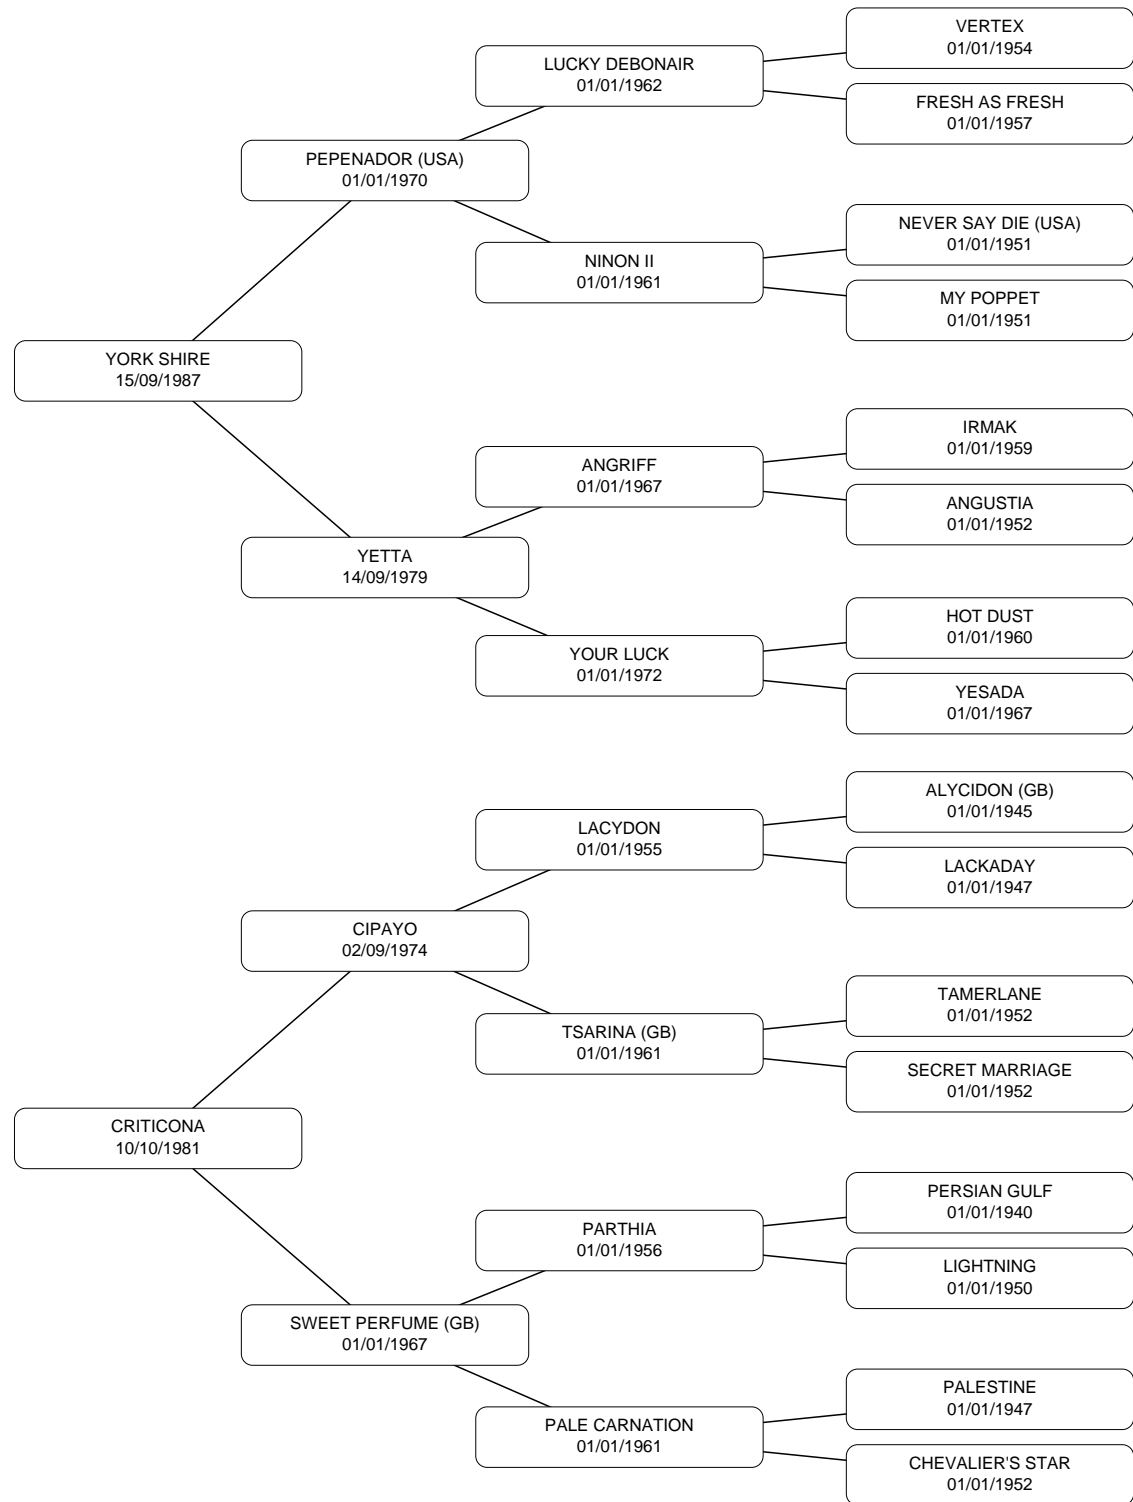 VERTEX
01/01/1954
LUCKY DEBONAIR
01/01/1962
FRESH AS FRESH
01/01/1957
PEPENADOR (USA)
01/01/1970
NEVER SAY DIE (USA)
01/01/1951
NINON II
01/01/1961
MY POPPET
01/01/1951
YORK SHIRE
15/09/1987
IRMAK
01/01/1959
ANGRIFF
01/01/1967
ANGUSTIA
01/01/1952
YETTA
14/09/1979
HOT DUST
01/01/1960
YOUR LUCK
01/01/1972
YESADA
01/01/1967
ALYCIDON (GB)
01/01/1945
LACYDON
01/01/1955
LACKADAY
01/01/1947
CIPAYO
02/09/1974
TAMERLANE
01/01/1952
TSARINA (GB)
01/01/1961
SECRET MARRIAGE
01/01/1952
CRITICONA
10/10/1981
PERSIAN GULF
01/01/1940
PARTHIA
01/01/1956
LIGHTNING
01/01/1950
SWEET PERFUME (GB)
01/01/1967
PALESTINE
01/01/1947
PALE CARNATION
01/01/1961
CHEVALIER'S STAR
01/01/1952